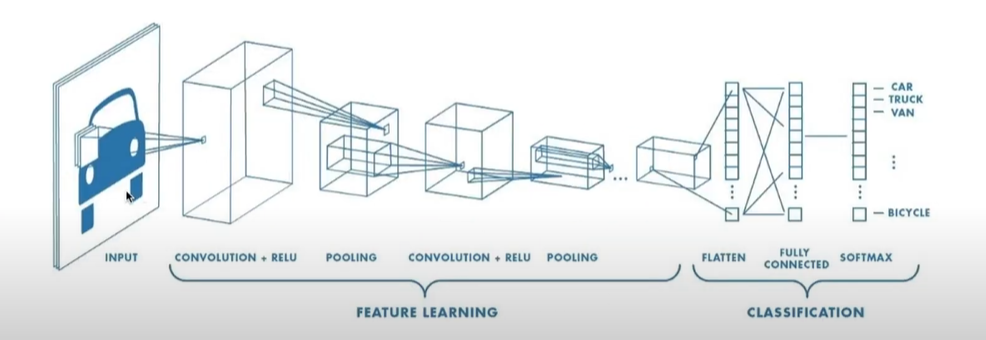 CAR
TRUCK
VAN
BICYCLE
INPUT
CONVOLUTION + RELU
POOLING
CONVOLUTION + RELU
POOLING
...
FLATTEN
FULLY
CONNECTED
SOFTMAX
FEATURE LEARNING
CLASSIFICATION